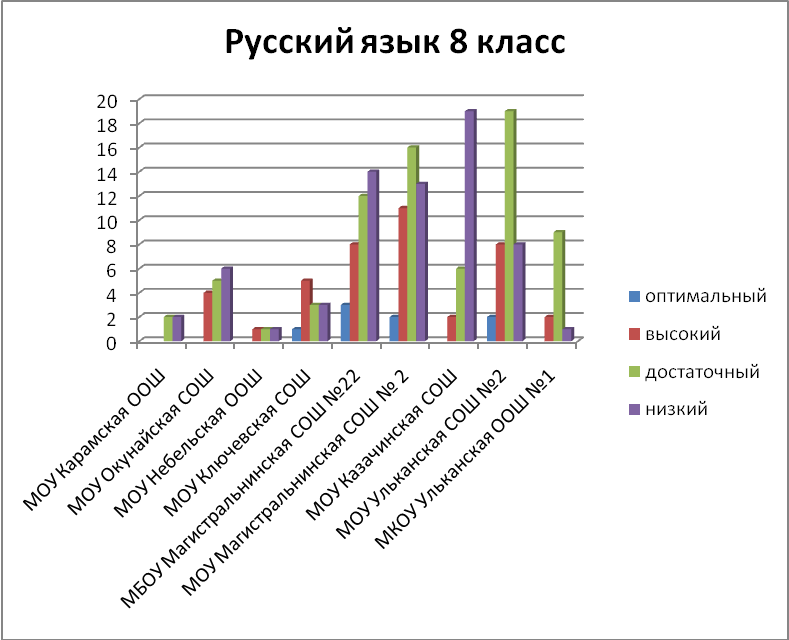 Русский язык 8 класс
20
18
16
14
12
10
8
6
4
2
0
МОУ Карамская ООШ
МОУ Окунайская СОШ
МОУ Небельская ООШ
МОУ Ключевская СОШ
МБОУ Магистральнинская СОШ №22
МОУ Магистральнинская СОШ № 2
МОУ Казачинская СОШ
МОУ Ульканская СОШ №2
МКОУ Ульканская ООШ №1
оптимальный
высокий
достаточный
низкий